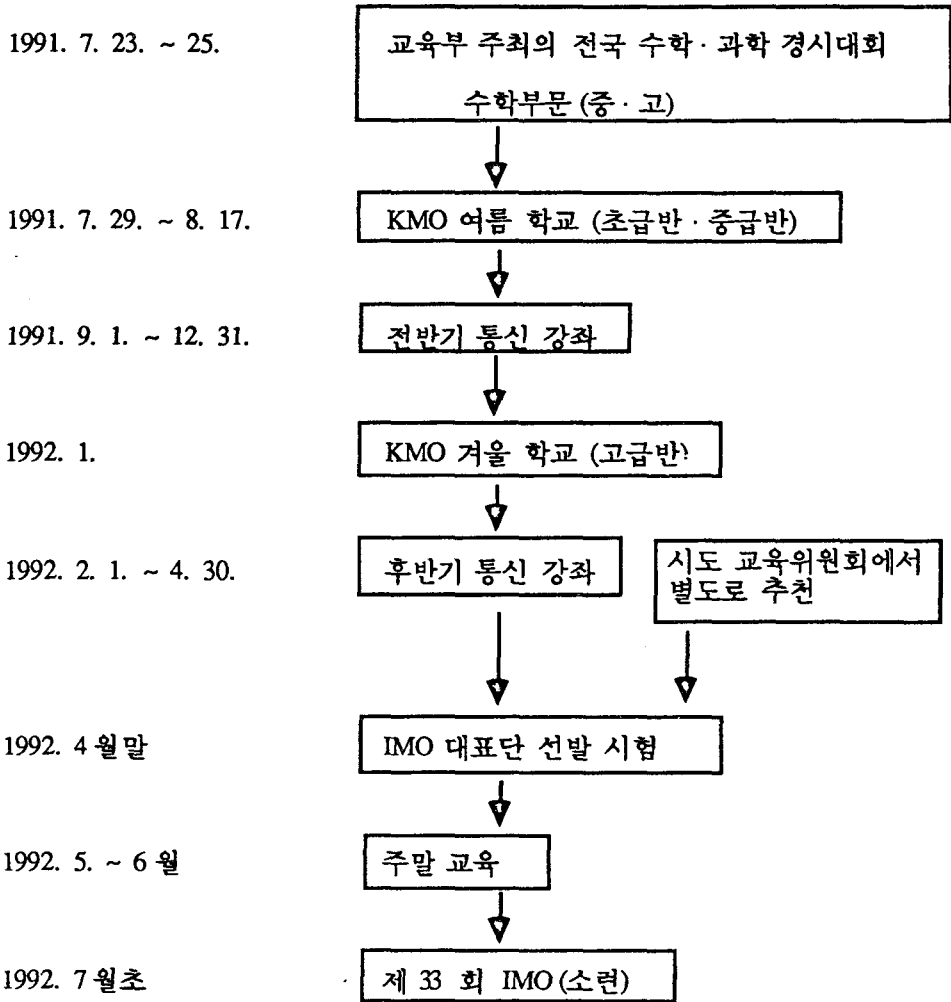 1991. 7. 23. ~ 25.
교육부 주최의 전국 수학·과학 경시대회
수학부문 (중·고)
1991. 7. 29. ~ 8. 17.
KMO 여름 학교 (초급반·중급반)
1991. 9. 1. ~ 12. 31.
전반기 통신 강좌
1992. 1.
KMO 겨울 학교 (고급반)
1992. 2. 1. ~ 4. 30.
후반기 통신 강좌
시도 교육위원회에서
별도로 추천
1992. 4 월말
IMO 대표단 선발 시험
1992. 5. ~ 6 월
주말 교육
1992. 7 월초
제 33 회 IMO (소련)